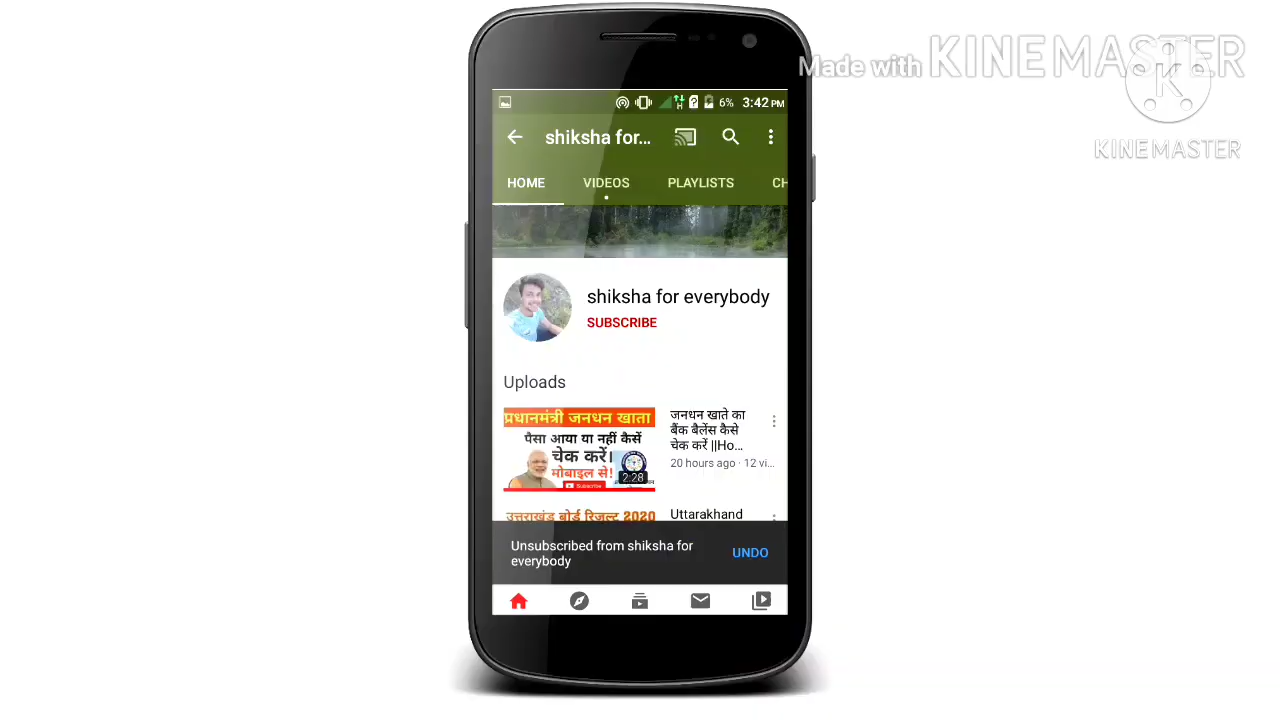 Made with KINEMASTER
KINEMASTER
6% 3:42 PM
shiksha for...
HOME VIDEOS PLAYLISTS CH
shiksha for everybody
SUBSCRIBE
Uploads
प्रधानमंत्री जनधन खाता
पैसा आया या नहीं कैसें
चेक करें।
मोबाइल से!
Subscribe
2:28
जनधन खाते का
बैंक बैलेंस कैसे
चेक करें ||Ho...
20 hours ago · 12 vi...
उत्तराखंड बोर्ड रिजल्ट 2020
Uttarakhand
Unsubscribed from shiksha for
everybody
UNDO